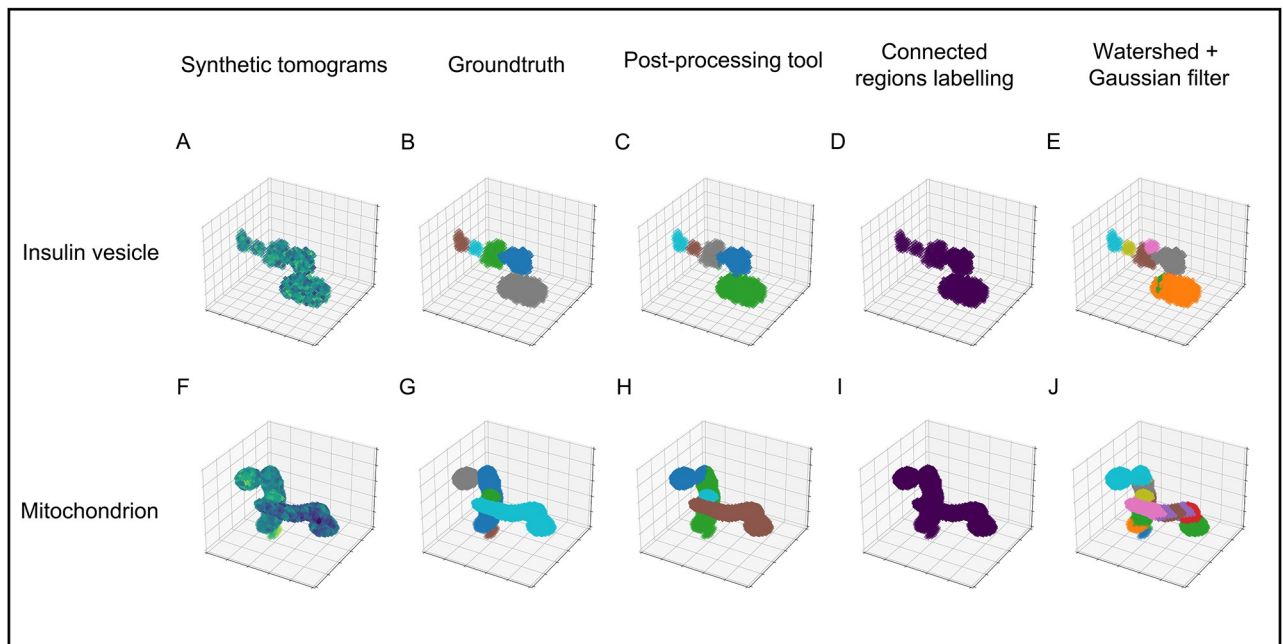 Synthetic tomograms
Groundtruth
Post-processing tool
Connected
regions labelling
Watershed +
Gaussian filter
A
B
C
D
E
Insulin vesicle
F
G
H
I
J
Mitochondrion